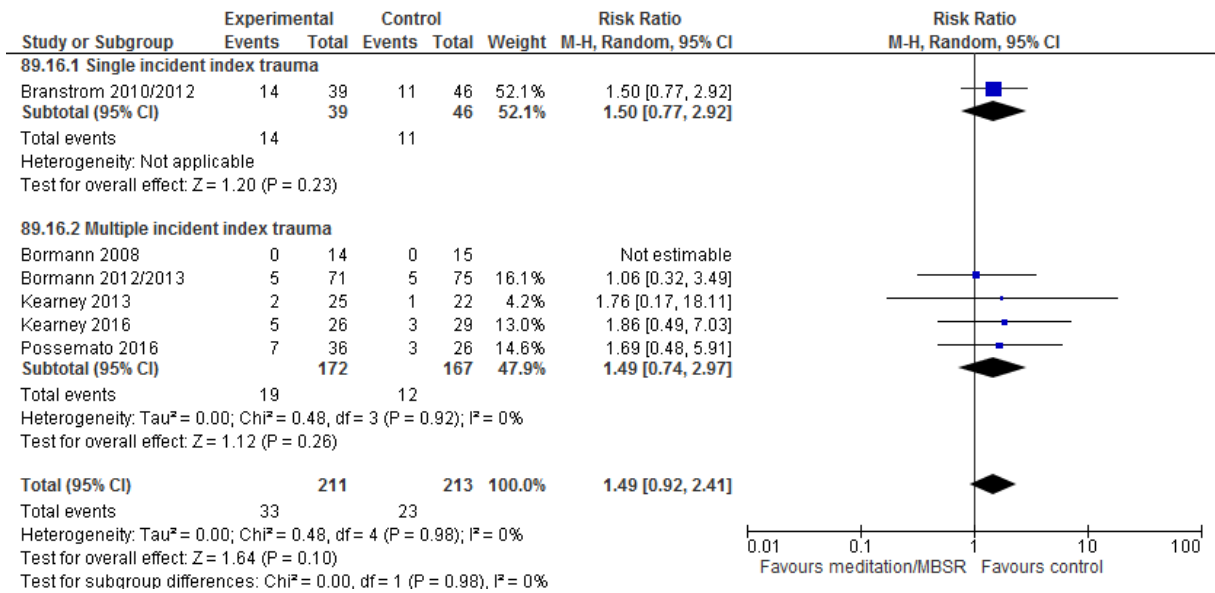 Experimental Control Risk Ratio Risk Ratio
Study or Subgroup Events Total Events Total Weight M-H, Random, 95% CI M-H, Random, 95% CI
89.16.1 Single incident index trauma
Branstrom 2010/2012 14 39 11 46 52.1% 1.50 [0.77, 2.92]
Subtotal (95% CI) 39 46 52.1% 1.50 [0.77, 2.92]
Total events 14 11
Heterogeneity: Not applicable
Test for overall effect: Z = 1.20 (P = 0.23)
89.16.2 Multiple incident index trauma
Bormann 2008 0 14 0 15 Not estimable
Bormann 2012/2013 5 71 5 75 16.1% 1.06 [0.32, 3.49]
Kearney 2013 2 25 1 22 4.2% 1.76 [0.17, 18.11]
Kearney 2016 5 26 3 29 13.0% 1.86 [0.49, 7.03]
Possemato 2016 7 36 3 26 14.6% 1.69 [0.48, 5.91]
Subtotal (95% CI) 172 167 47.9% 1.49 [0.74, 2.97]
Total events 19 12
Heterogeneity: Tau² = 0.00; Chi² = 0.48, df = 3 (P = 0.92); I² = 0%
Test for overall effect: Z = 1.12 (P = 0.26)
Total (95% CI) 211 213 100.0% 1.49 [0.92, 2.41]
Total events 33 23
Heterogeneity: Tau² = 0.00; Chi² = 0.48, df = 4 (P = 0.98); I² = 0%
Test for overall effect: Z = 1.64 (P = 0.10)
Test for subgroup differences: Chi² = 0.00, df = 1 (P = 0.98), I² = 0%
0.01 0.1 1 10 100
Favours meditation/MBSR Favours control